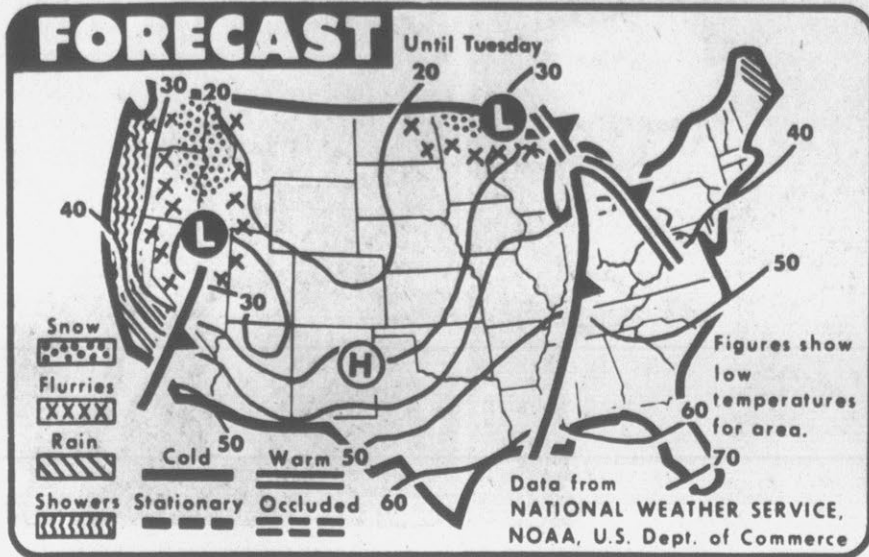 FORECAST
Until Tuesday
30
20
20
30
40
40
L
L
30
50
H
Snow
Flurries
XXXX
Rain
Showers
50
Cold
Warm
Stationary
Occluded
50
60
Figures show
low
temperatures
for area.
60
70
Data from
NATIONAL WEATHER SERVICE,
NOAA, U.S. Dept. of Commerce